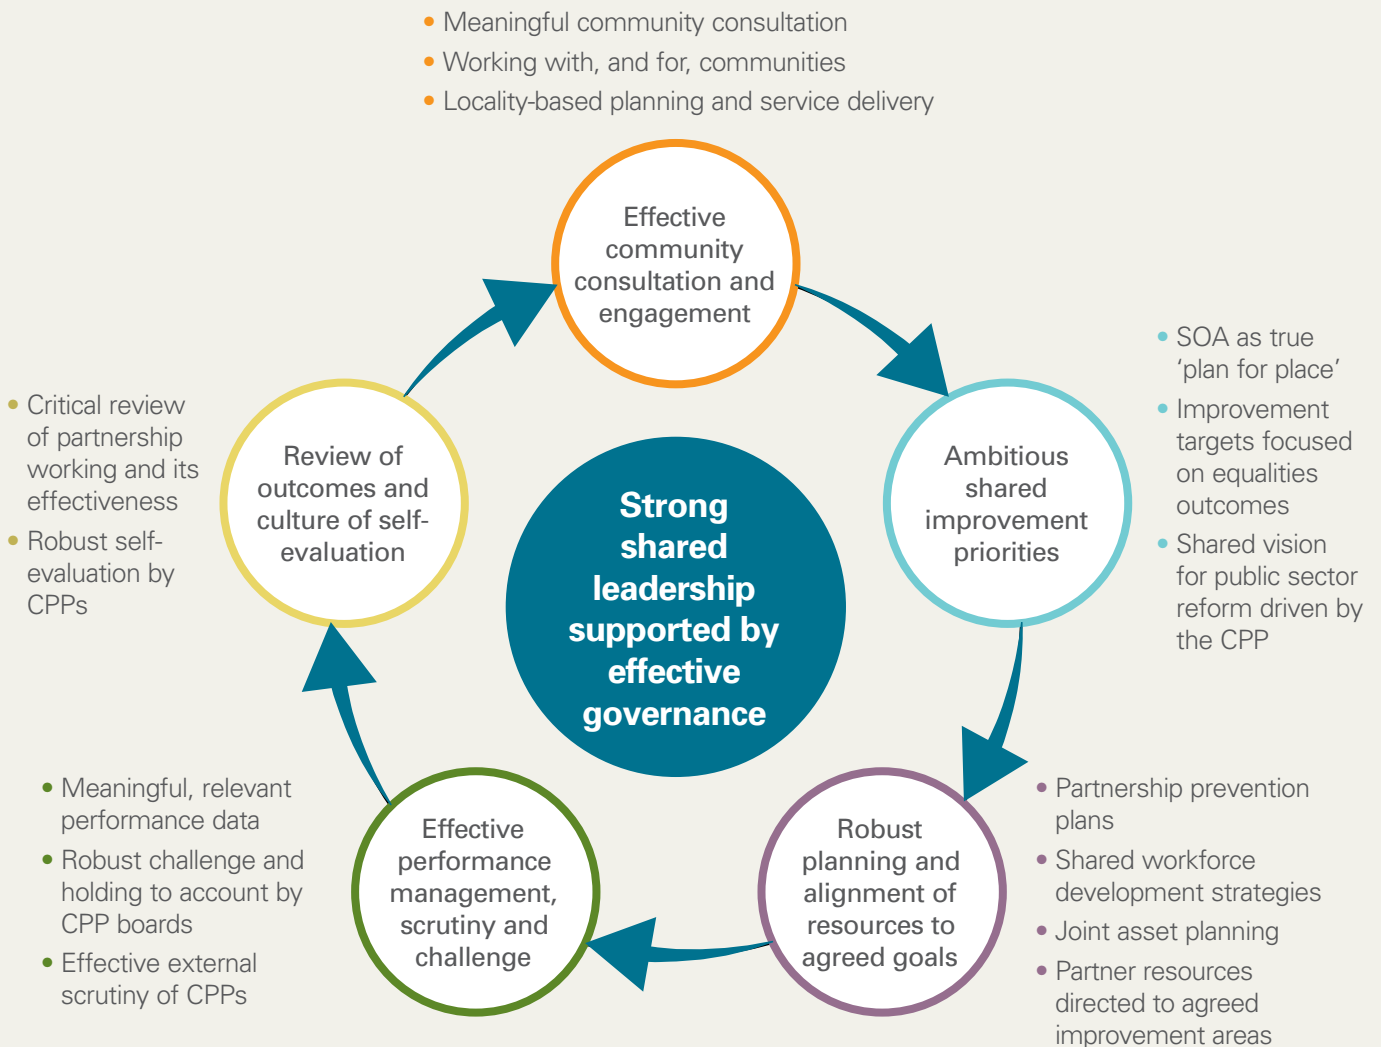 • Meaningful community consultation
• Working with, and for, communities
• Locality-based planning and service delivery
Effective
community
consultation and
engagement
• SOA as true
‘plan for place’
• Improvement
targets focused
on equalities
outcomes
• Shared vision
for public sector
reform driven by
the CPP
Ambitious
shared
improvement
priorities
• Partnership prevention
plans
• Shared workforce
development strategies
• Joint asset planning
• Partner resources
directed to agreed
improvement areas
Robust
planning and
alignment of
resources to
agreed goals
Effective
performance
management,
scrutiny and
challenge
• Meaningful, relevant
performance data
• Robust challenge and
holding to account by
CPP boards
• Effective external
scrutiny of CPPs
Review of
outcomes and
culture of self-
evaluation
• Critical review
of partnership
working and its
effectiveness
• Robust self-
evaluation by
CPPs
Strong
shared
leadership
supported by
effective
governance